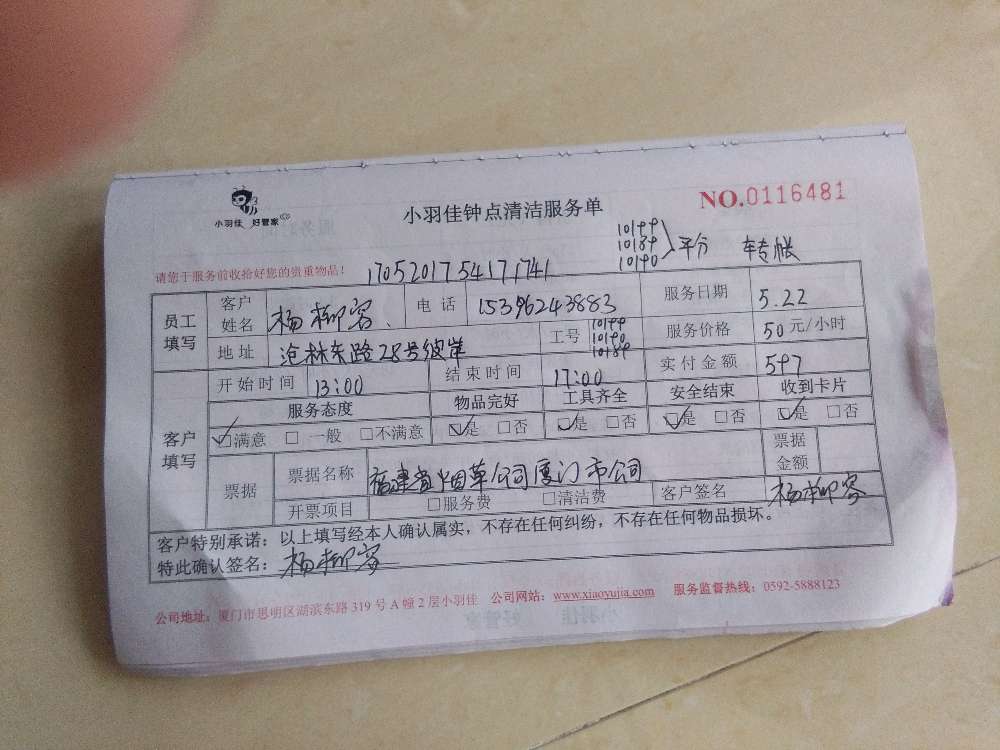 小羽佳 好管家
小羽佳钟点清洁服务单
NO.0116481
10199
10189
10190
平分 转帐
请您于服务前收拾好您的贵重物品!
1705201754171741
员工填写 客户姓名 杨柳容 电话 15396243883 服务日期 5.22
地址 沧林东路28号彼岸 工号 10199 10190 10189 服务价格 50元/小时
开始时间 13:00 结束时间 17:00 实付金额 597
客户填写 服务态度 物品完好 工具齐全 安全结束 收到卡片
☑满意 □ 一般 □不满意 ☑是 □否 ☑是 □否 ☑是 □否 ☑是 □否
票据 票据名称 福建省烟草公司厦门市公司 票据金额
开票项目 □服务费 □清洁费 客户签名 杨柳容
客户特别承诺:以上填写经本人确认属实,不存在任何纠纷,不存在任何物品损坏。
特此确认签名: 杨柳容
公司地址:厦门市思明区湖滨东路319号A幢2层小羽佳 公司网站:www.xiaoyujia.com 服务监督热线:0592-5888123